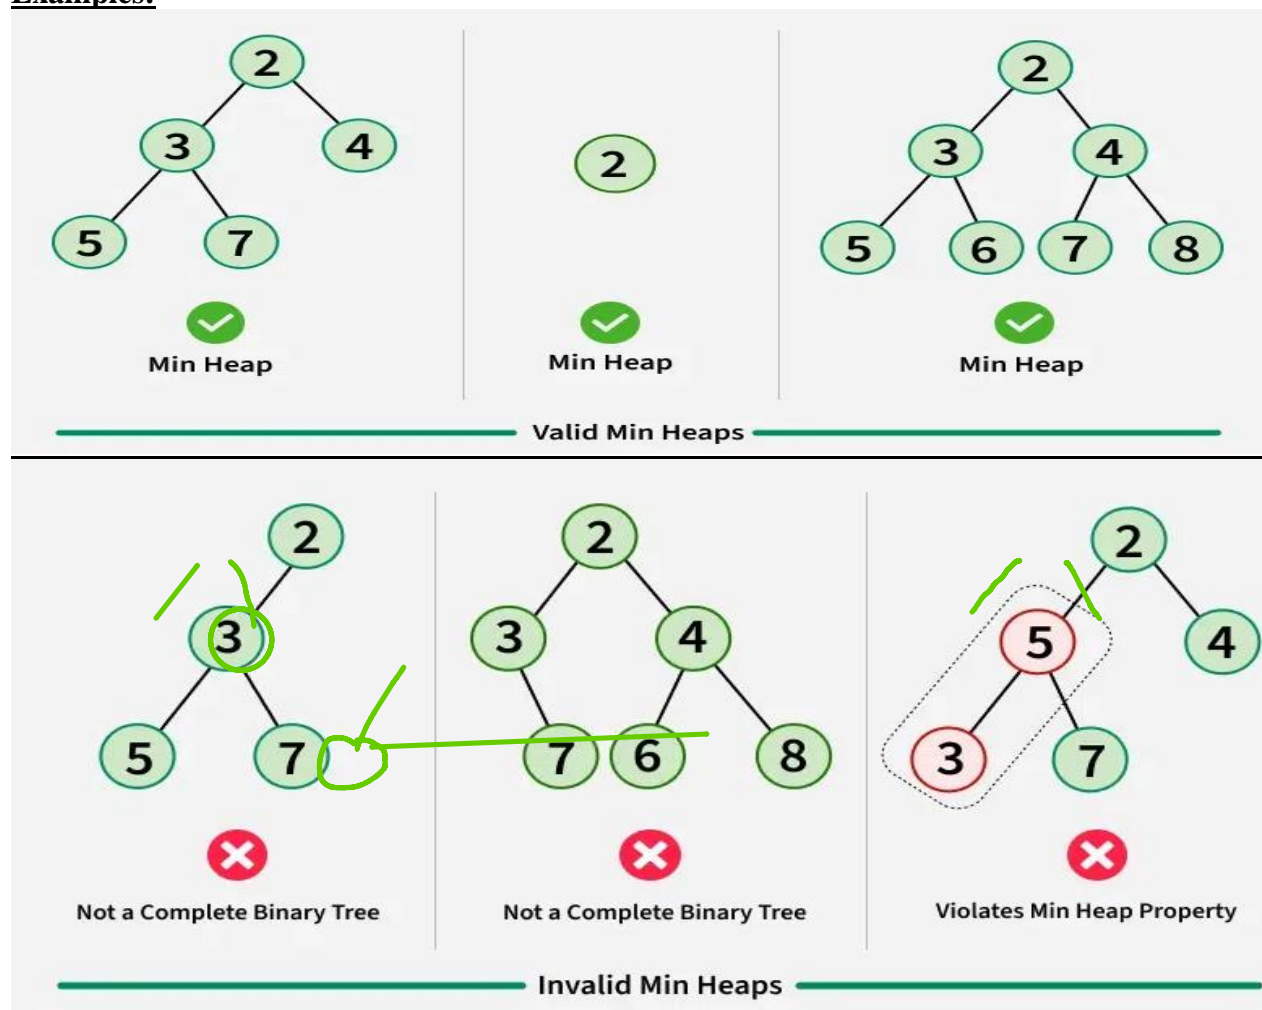 Examples:
2
3 4
5 7
Min Heap
2
Min Heap
2
3 4
5 6 7 8
Min Heap
Valid Min Heaps
2
3
5 7
Not a Complete Binary Tree
2
3 4
7 6 8
Not a Complete Binary Tree
2
5 4
3 7
Violates Min Heap Property
Invalid Min Heaps